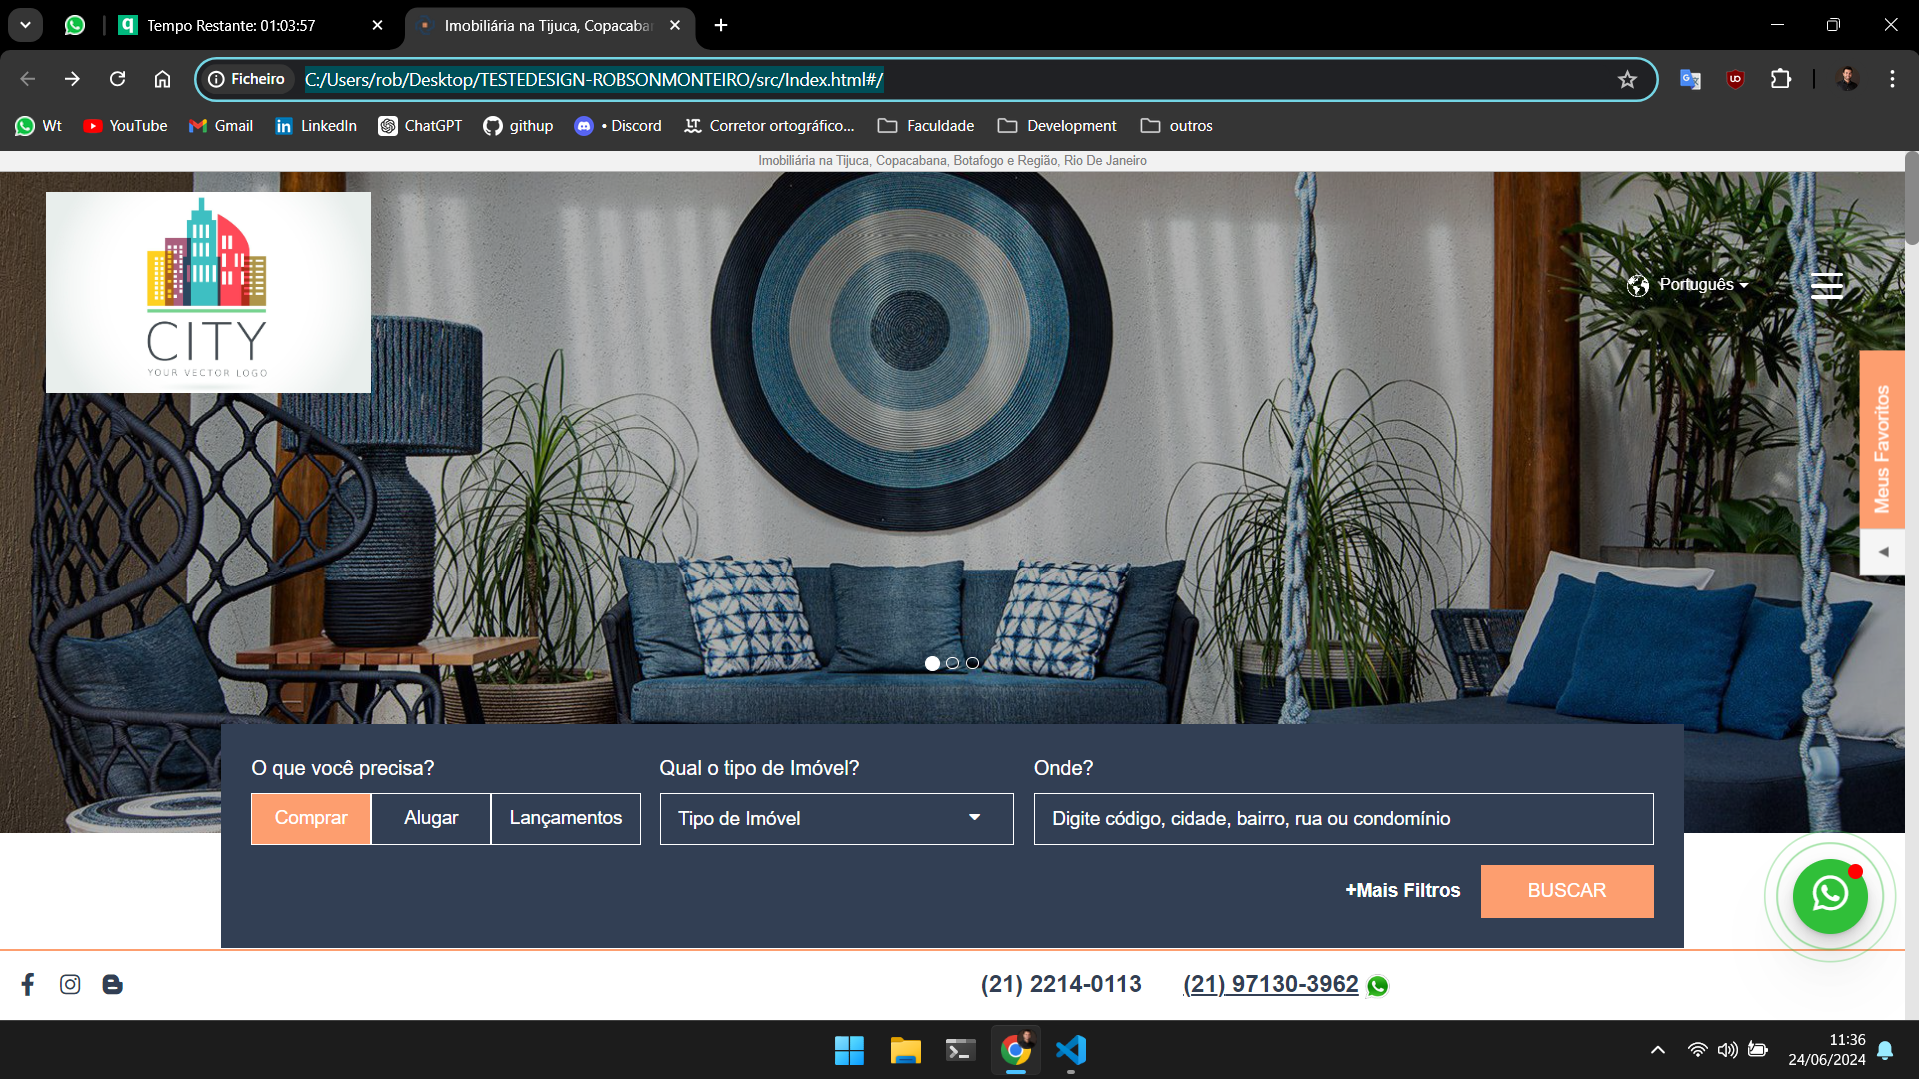 Tempo Restante: 01:03:57
Imobiliária na Tijuca, Copacaba
Ficheiro
C:/Users/rob/Desktop/TESTEDESIGN-ROBSONMONTEIRO/src/Index.html#/
Wt
YouTube
Gmail
LinkedIn
ChatGPT
githup
• Discord
Corretor ortográfico...
Faculdade
Development
outros
Imobiliária na Tijuca, Copacabana, Botafogo e Região, Rio De Janeiro
CITY
YOUR VECTOR LOGO
Português
Meus Favoritos
O que você precisa?
Comprar
Alugar
Lançamentos
Qual o tipo de Imóvel?
Tipo de Imóvel
Onde?
Digite código, cidade, bairro, rua ou condomínio
+Mais Filtros
BUSCAR
(21) 2214-0113
(21) 97130-3962
11:36
24/06/2024